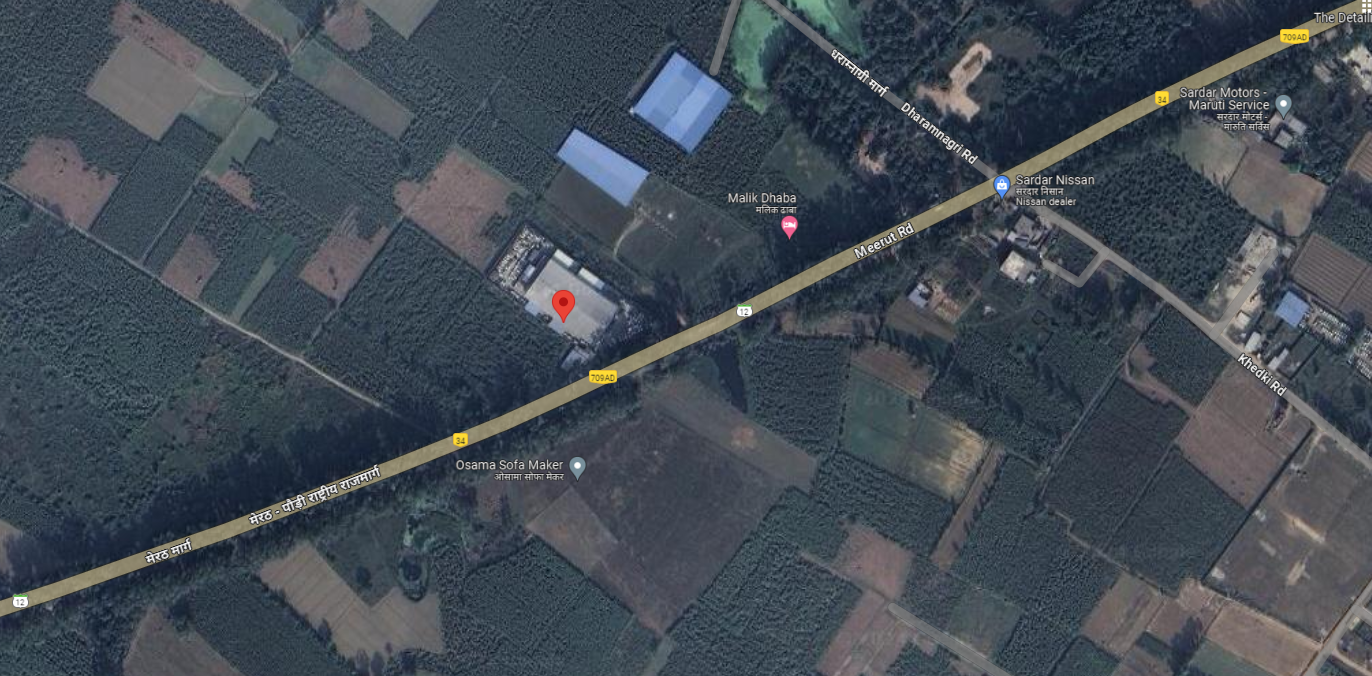 The Detail
709AD
34
Sardar Motors -
Maruti Service
सरदार मोटर्स -
मारुति सर्विस
धराम्नाग्री मार्ग
Dharamnagri Rd
Sardar Nissan
सरदार निसान
Nissan dealer
Malik Dhaba
मलिक ढाबा
Meerut Rd
12
Khedki Rd
709AD
34
Osama Sofa Maker
ओसामा सोफा मेकर
मेरठ - पौड़ी राष्ट्रीय राजमार्ग
मेरठ मार्ग
12